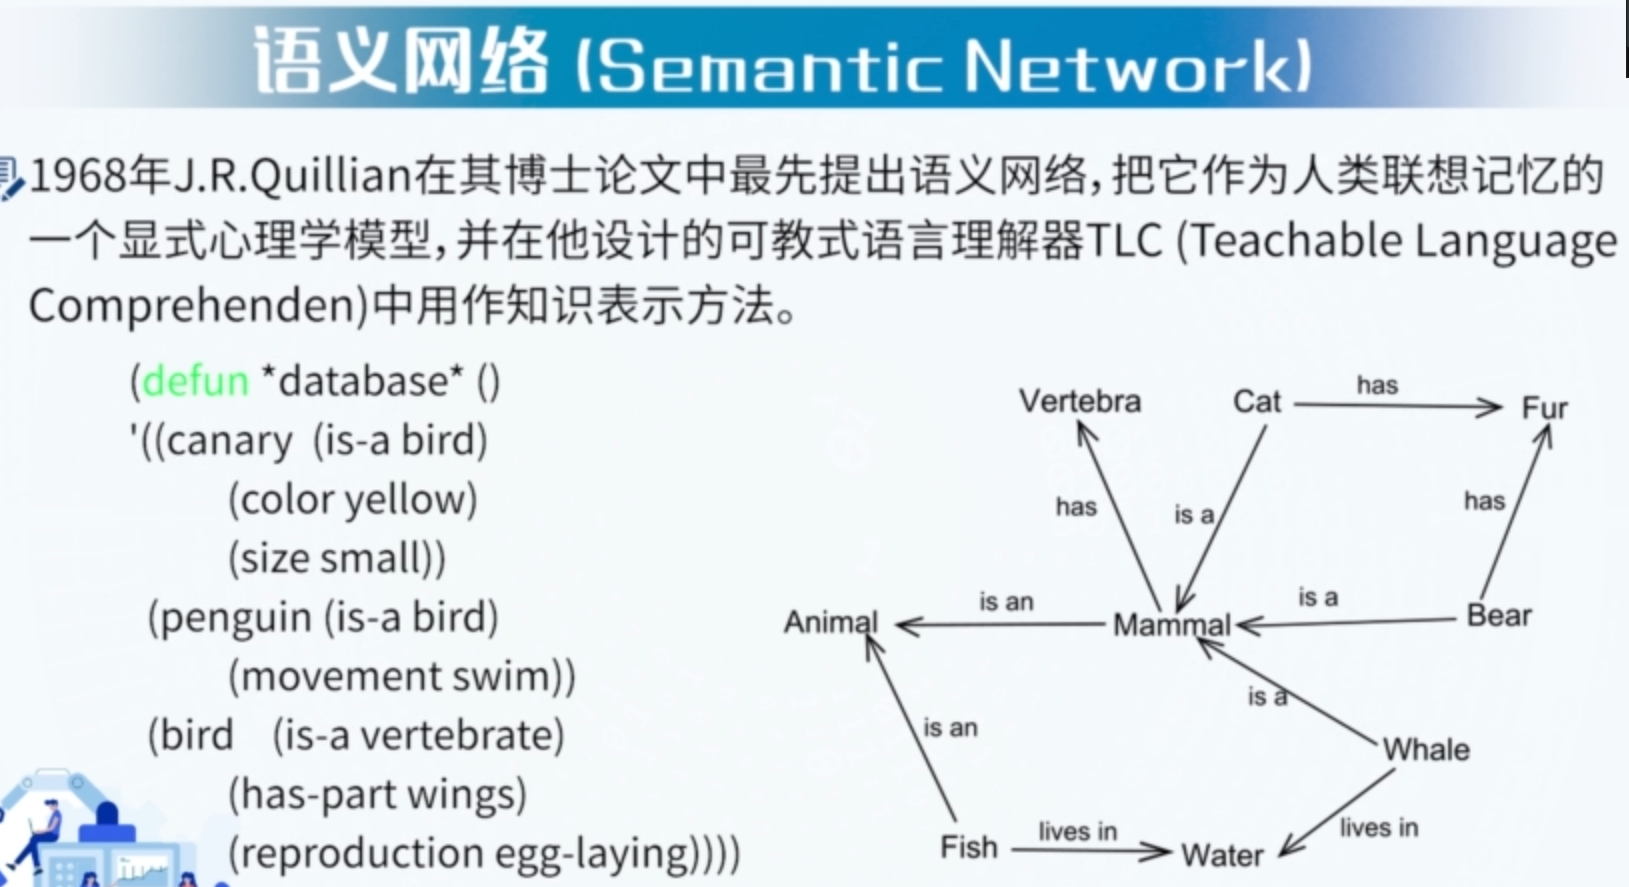 语义网络 (Semantic Network)
1968年J.R.Quillian在其博士论文中最先提出语义网络,把它作为人类联想记忆的
一个显式心理学模型,并在他设计的可教式语言理解器TLC (Teachable Language
Comprehenden)中用作知识表示方法。
(defun *database* ()
'((canary (is-a bird)
(color yellow)
(size small))
(penguin (is-a bird)
(movement swim))
(bird (is-a vertebrate)
(has-part wings)
(reproduction egg-laying))))
Vertebra
Cat
has
Fur
has
is a
has
Animal
is an
Mammal
is a
Bear
is an
is a
Whale
Fish
lives in
Water
lives in